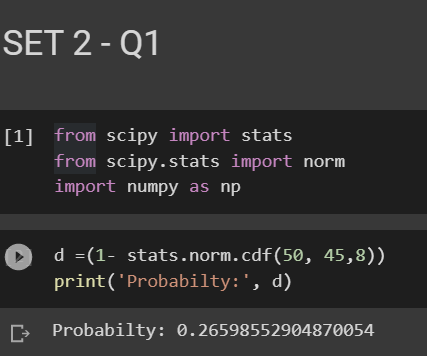 SET 2 - Q1
[1] from scipy import stats
from scipy.stats import norm
import numpy as np
d =(1- stats.norm.cdf(50, 45,8))
print('Probabilty:', d)
Probabilty: 0.26598552904870054